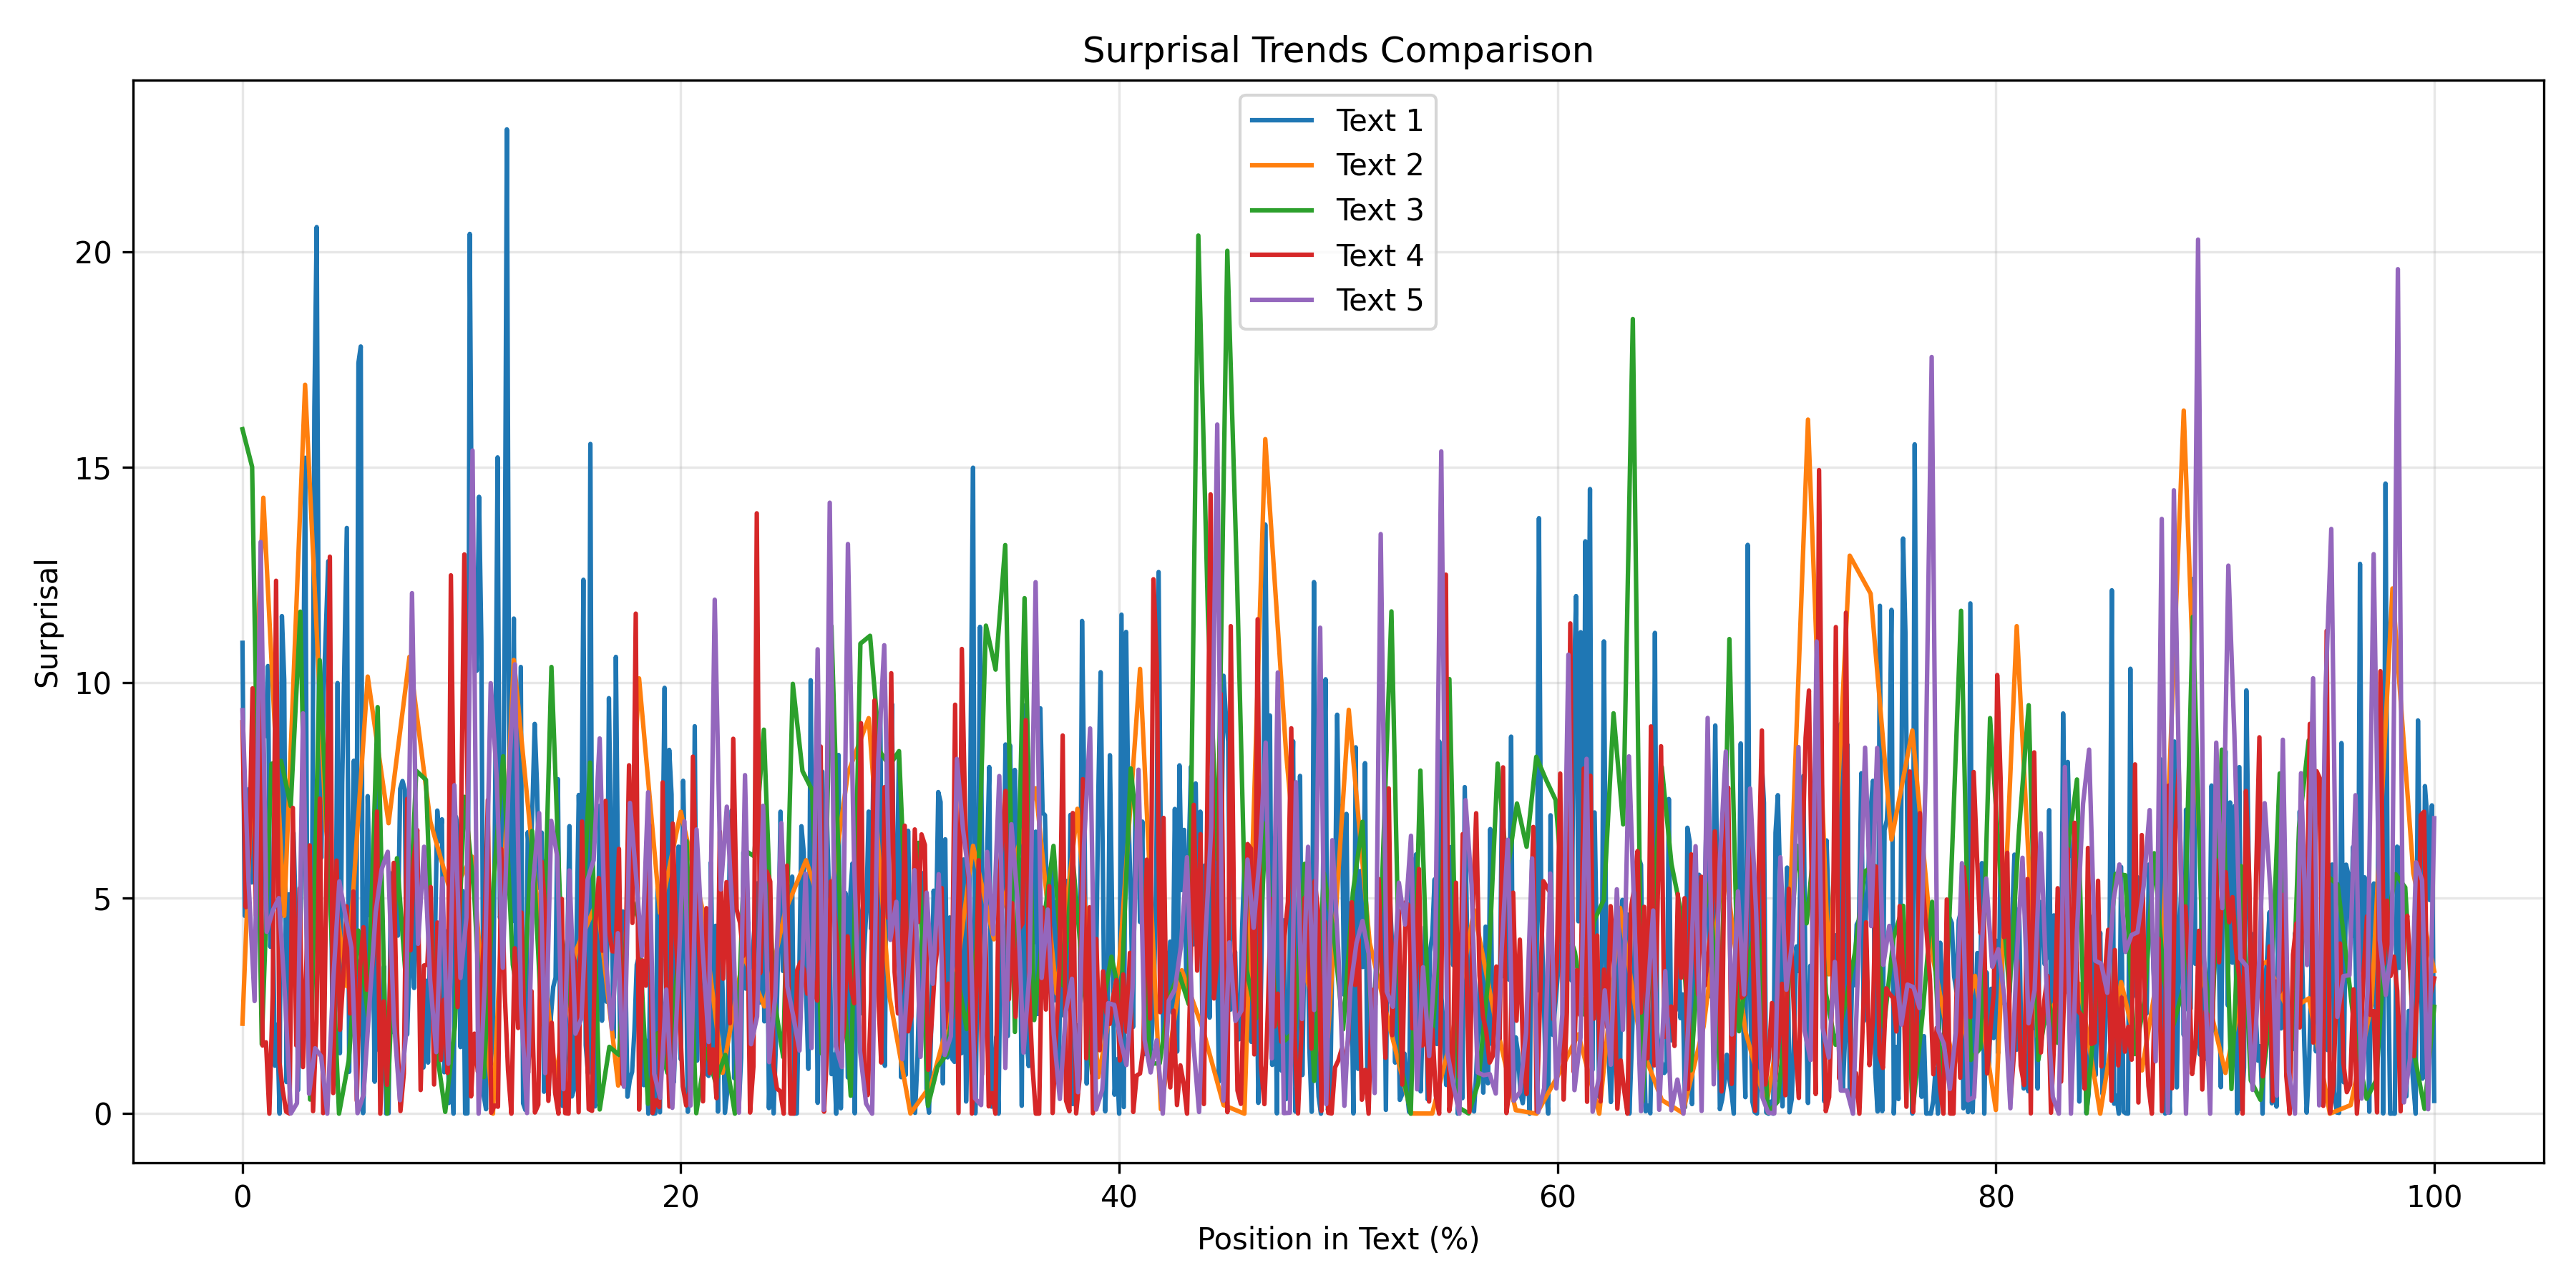 Surprisal Trends Comparison
Text 1
Text 2
Text 3
Text 4
Text 5
Surprisal
20
15
10
5
0
0 20 40 60 80 100
Position in Text (%)